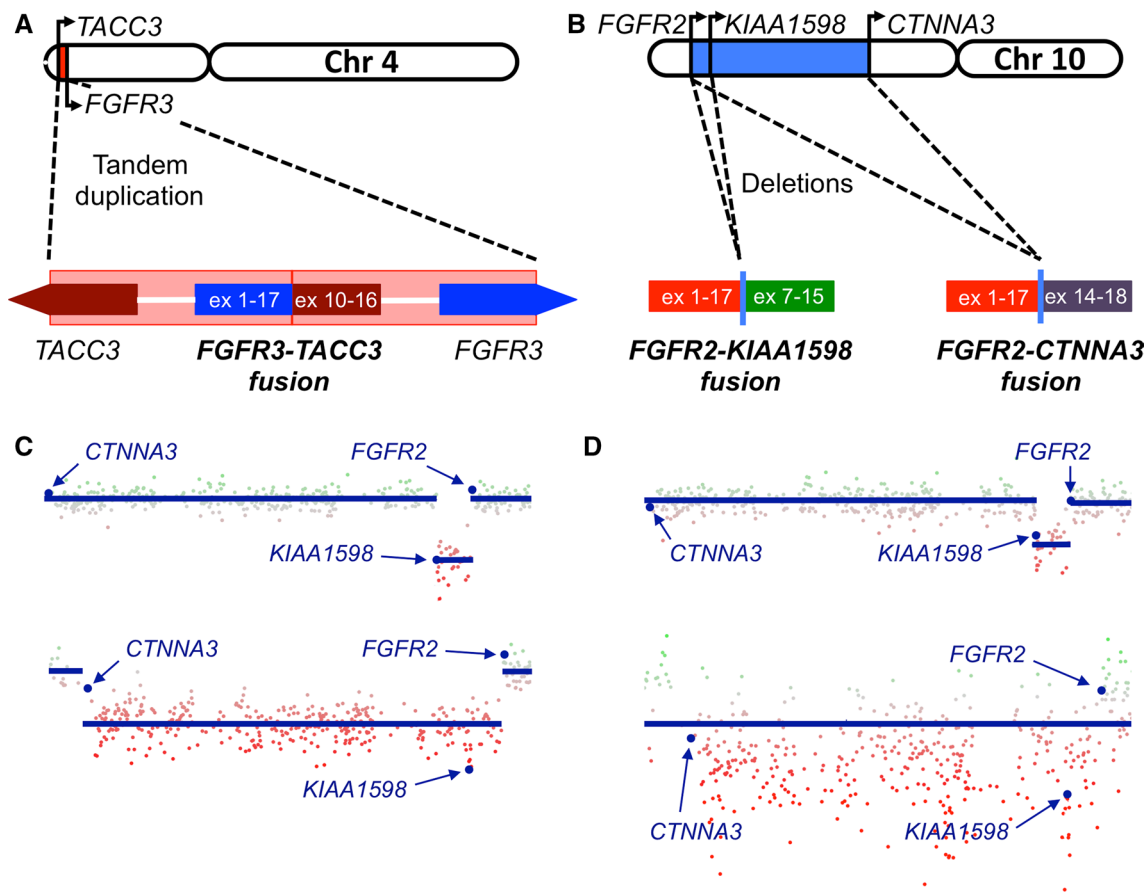 A
TACC3
Chr 4
FGFR3
Tandem
duplication
ex 1-17
ex 10-16
TACC3
FGFR3-TACC3
fusion
FGFR3
B
FGFR2
KIAA1598
CTNNA3
Chr 10
Deletions
ex 1-17
ex 7-15
ex 1-17
ex 14-18
FGFR2-KIAA1598
fusion
FGFR2-CTNNA3
fusion
C
CTNNA3
FGFR2
KIAA1598
CTNNA3
FGFR2
KIAA1598
D
FGFR2
CTNNA3
KIAA1598
FGFR2
CTNNA3
KIAA1598